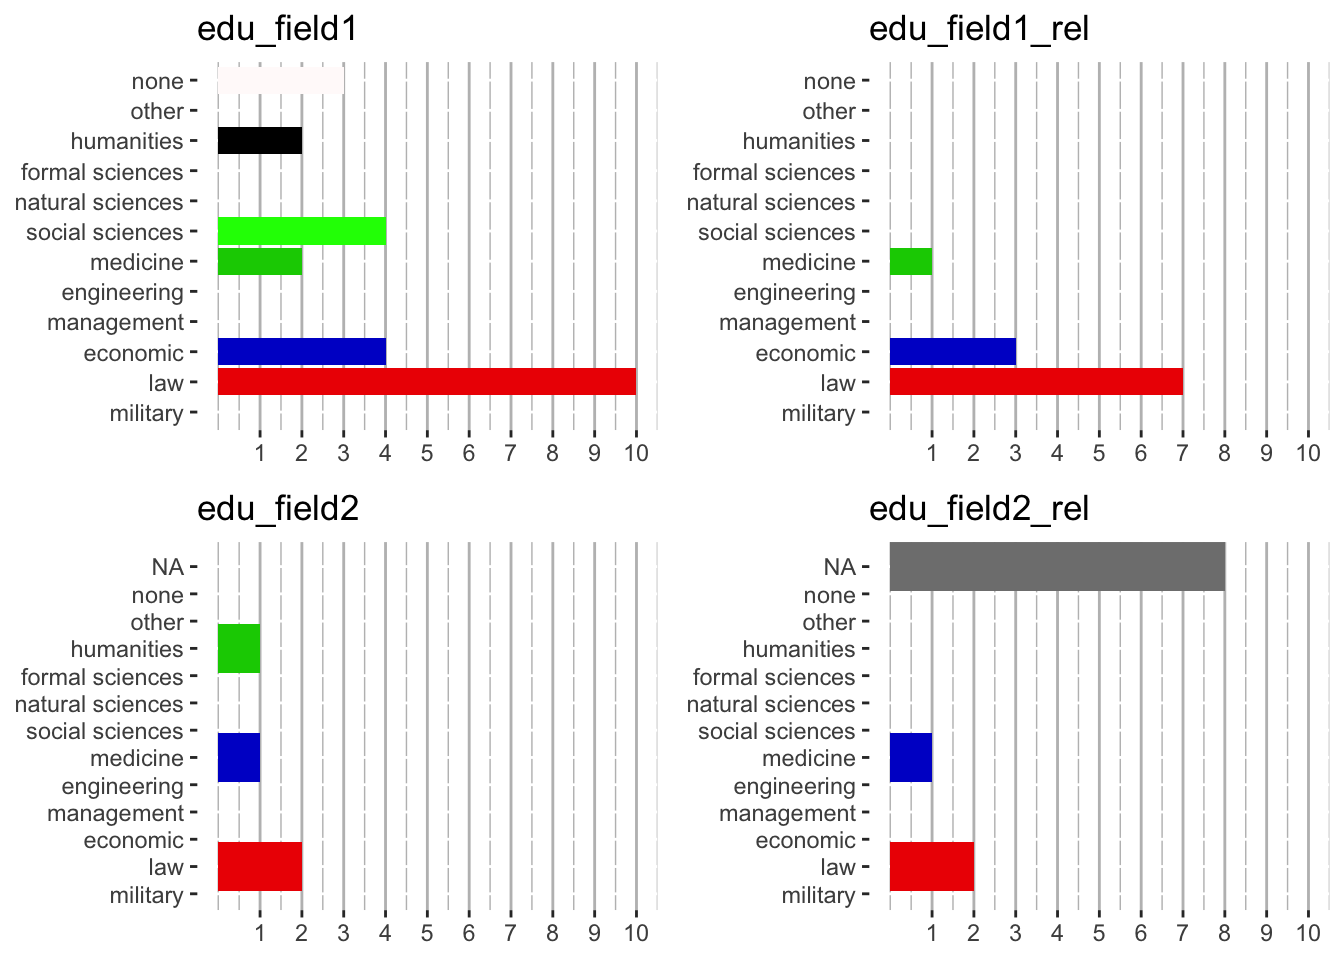 edu_field1
none
other
humanities
formal sciences
natural sciences
social sciences
medicine
engineering
management
economic
law
military
1 2 3 4 5 6 7 8 9 10
edu_field1_rel
none
other
humanities
formal sciences
natural sciences
social sciences
medicine
engineering
management
economic
law
military
1 2 3 4 5 6 7 8 9 10
edu_field2
NA
none
other
humanities
formal sciences
natural sciences
social sciences
medicine
engineering
management
economic
law
military
1 2 3 4 5 6 7 8 9 10
edu_field2_rel
NA
none
other
humanities
formal sciences
natural sciences
social sciences
medicine
engineering
management
economic
law
military
1 2 3 4 5 6 7 8 9 10